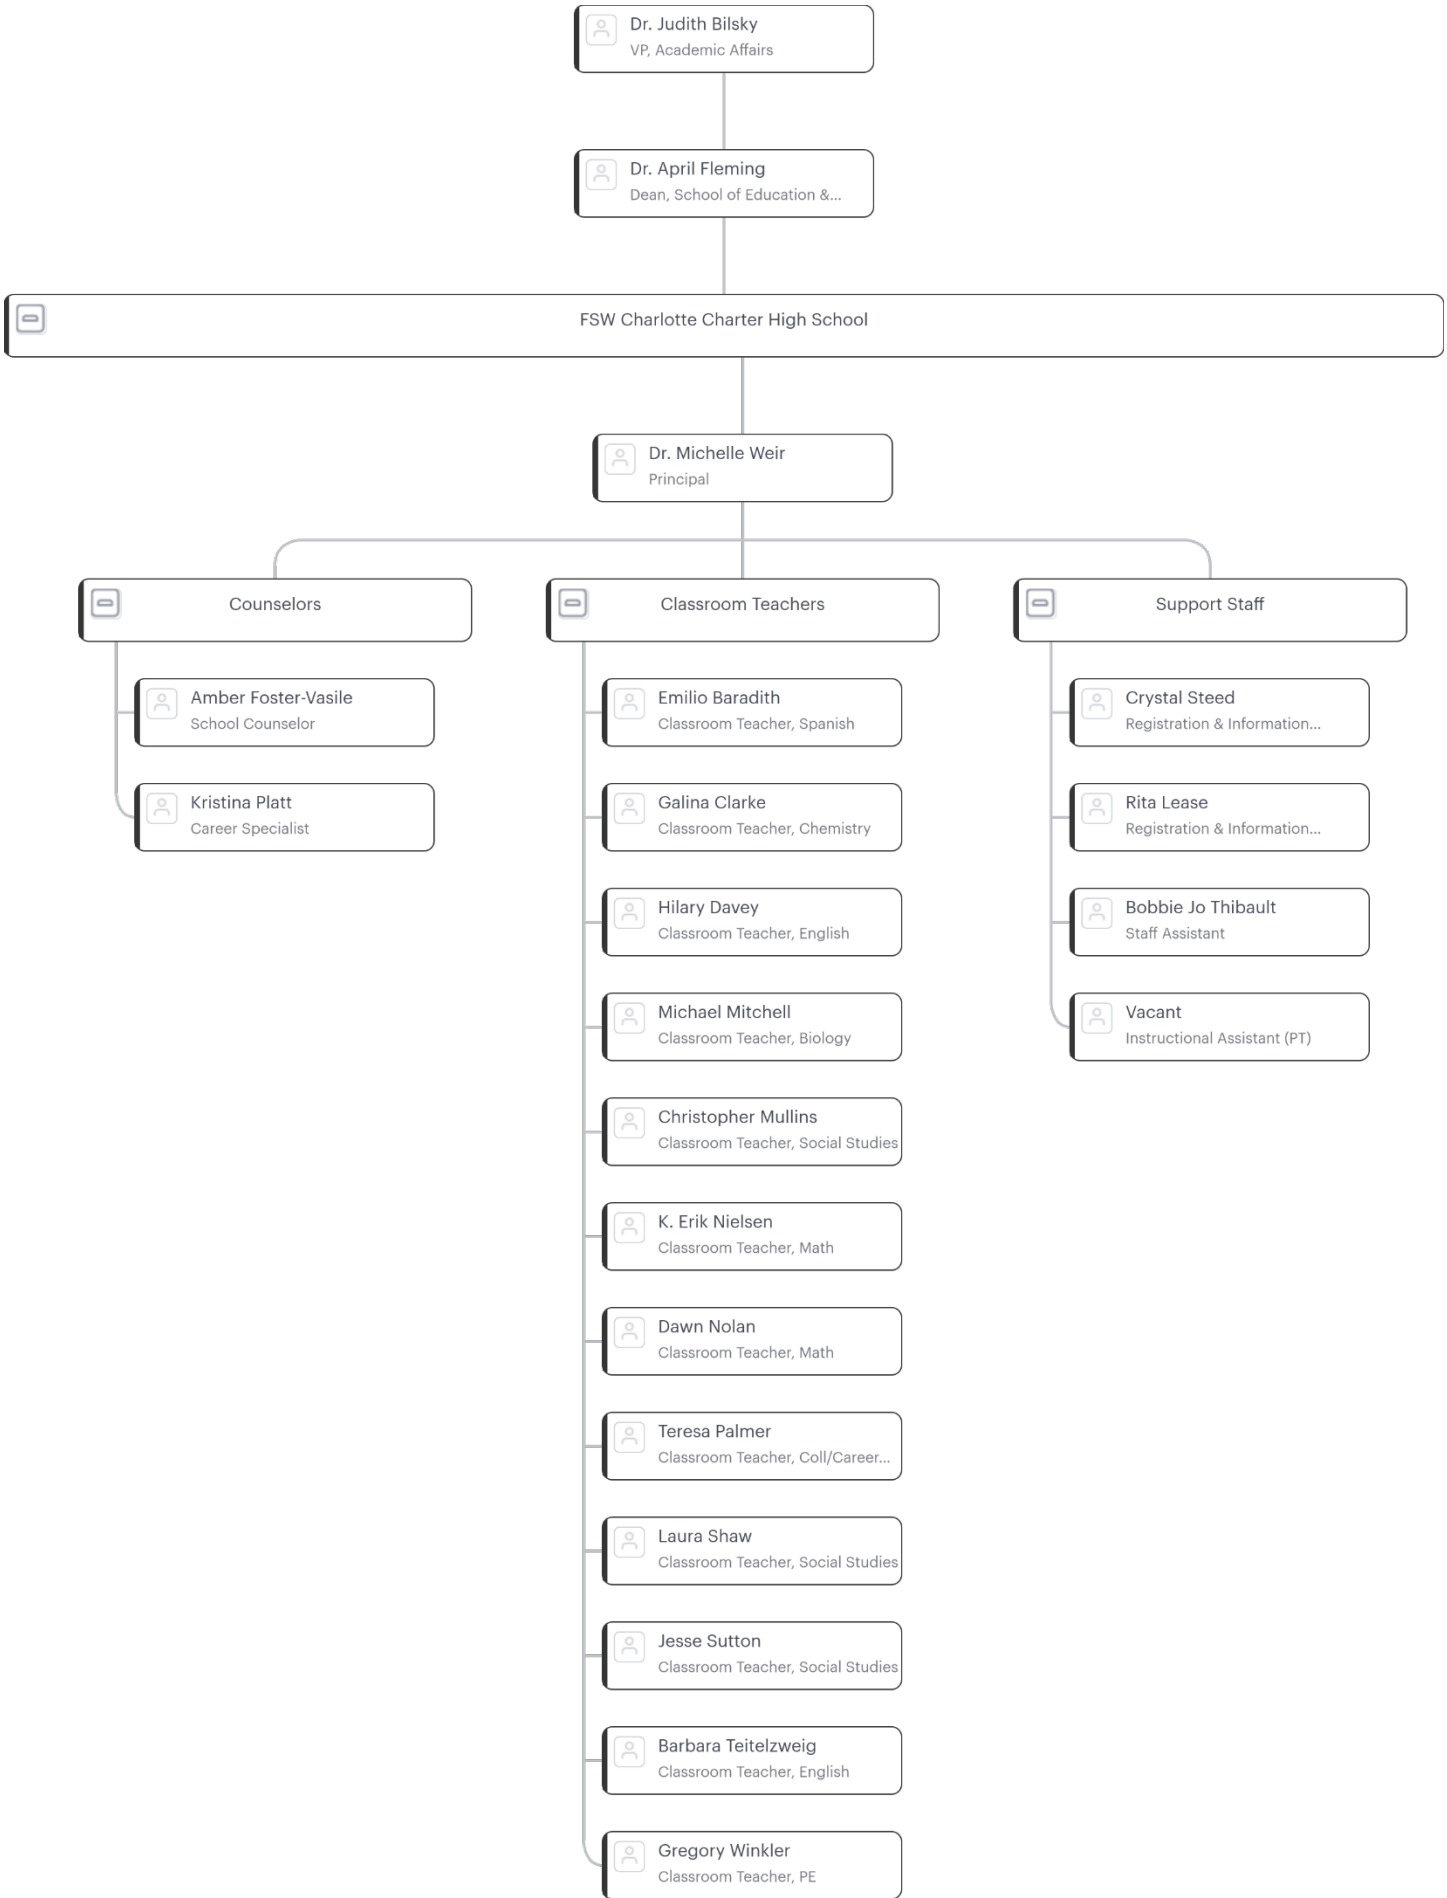 Dr. Judith Bilsky
VP, Academic Affairs
Dr. April Fleming
Dean, School of Education &...
FSW Charlotte Charter High School
Dr. Michelle Weir
Principal
Counselors
Amber Foster-Vasile
School Counselor
Kristina Platt
Career Specialist
Classroom Teachers
Emilio Baradith
Classroom Teacher, Spanish
Galina Clarke
Classroom Teacher, Chemistry
Hilary Davey
Classroom Teacher, English
Michael Mitchell
Classroom Teacher, Biology
Christopher Mullins
Classroom Teacher, Social Studies
K. Erik Nielsen
Classroom Teacher, Math
Dawn Nolan
Classroom Teacher, Math
Teresa Palmer
Classroom Teacher, Coll/Career...
Laura Shaw
Classroom Teacher, Social Studies
Jesse Sutton
Classroom Teacher, Social Studies
Barbara Teitelzweig
Classroom Teacher, English
Gregory Winkler
Classroom Teacher, PE
Support Staff
Crystal Steed
Registration & Information...
Rita Lease
Registration & Information...
Bobbie Jo Thibault
Staff Assistant
Vacant
Instructional Assistant (PT)